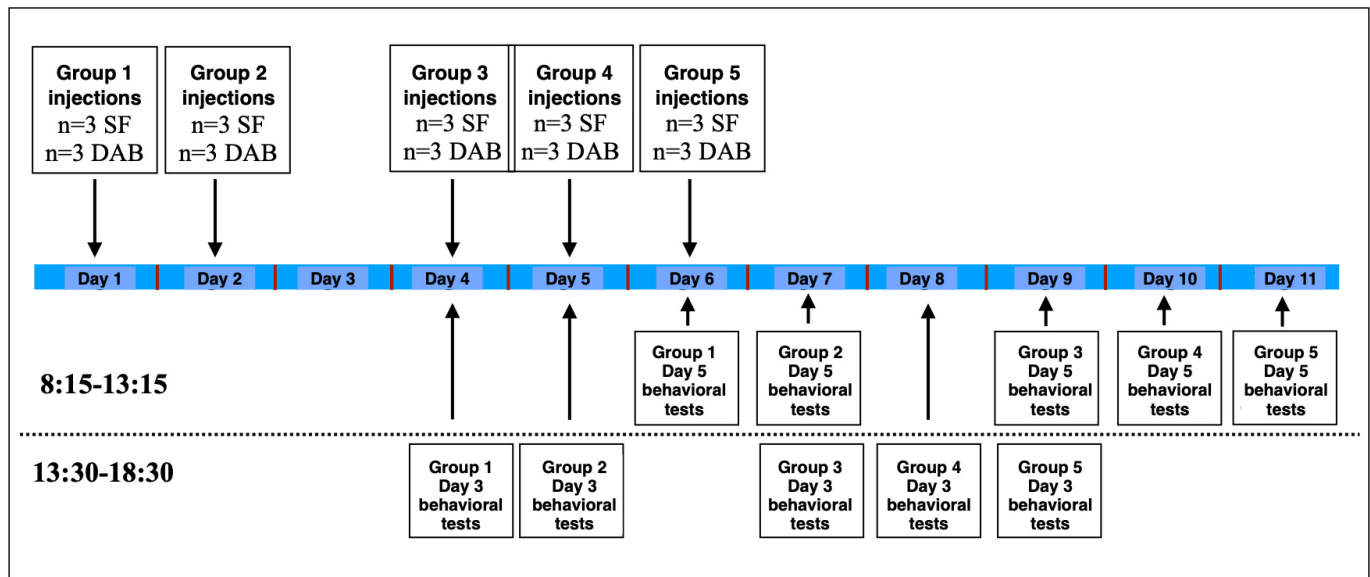 Group 1
injections
n=3 SF
n=3 DAB
Group 2
injections
n=3 SF
n=3 DAB
Group 3
injections
n=3 SF
n=3 DAB
Group 4
injections
n=3 SF
n=3 DAB
Group 5
injections
n=3 SF
n=3 DAB
Day 1
Day 2
Day 3
Day 4
Day 5
Day 6
Day 7
Day 8
Day 9
Day 10
Day 11
8:15-13:15
Group 1
Day 5
behavioral
tests
Group 2
Day 5
behavioral
tests
Group 3
Day 5
behavioral
tests
Group 4
Day 5
behavioral
tests
Group 5
Day 5
behavioral
tests
13:30-18:30
Group 1
Day 3
behavioral
tests
Group 2
Day 3
behavioral
tests
Group 3
Day 3
behavioral
tests
Group 4
Day 3
behavioral
tests
Group 5
Day 3
behavioral
tests